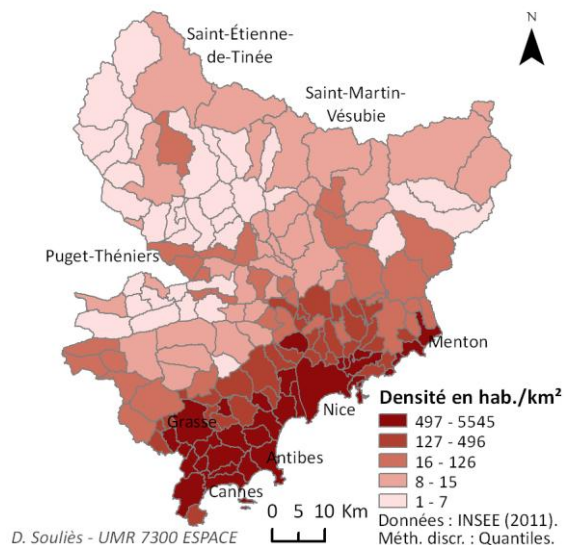 N
Saint-Étienne-
de-Tinée
Saint-Martin-
Vésubie
Puget-Théniers
Menton
Nice
Grasse
Antibes
Cannes
Densité en hab./km²
497 - 5545
127 - 496
16 - 126
8 - 15
1 - 7
0 5 10 Km
Données : INSEE (2011).
Méth. discr. : Quantiles.
D. Souliès - UMR 7300 ESPACE